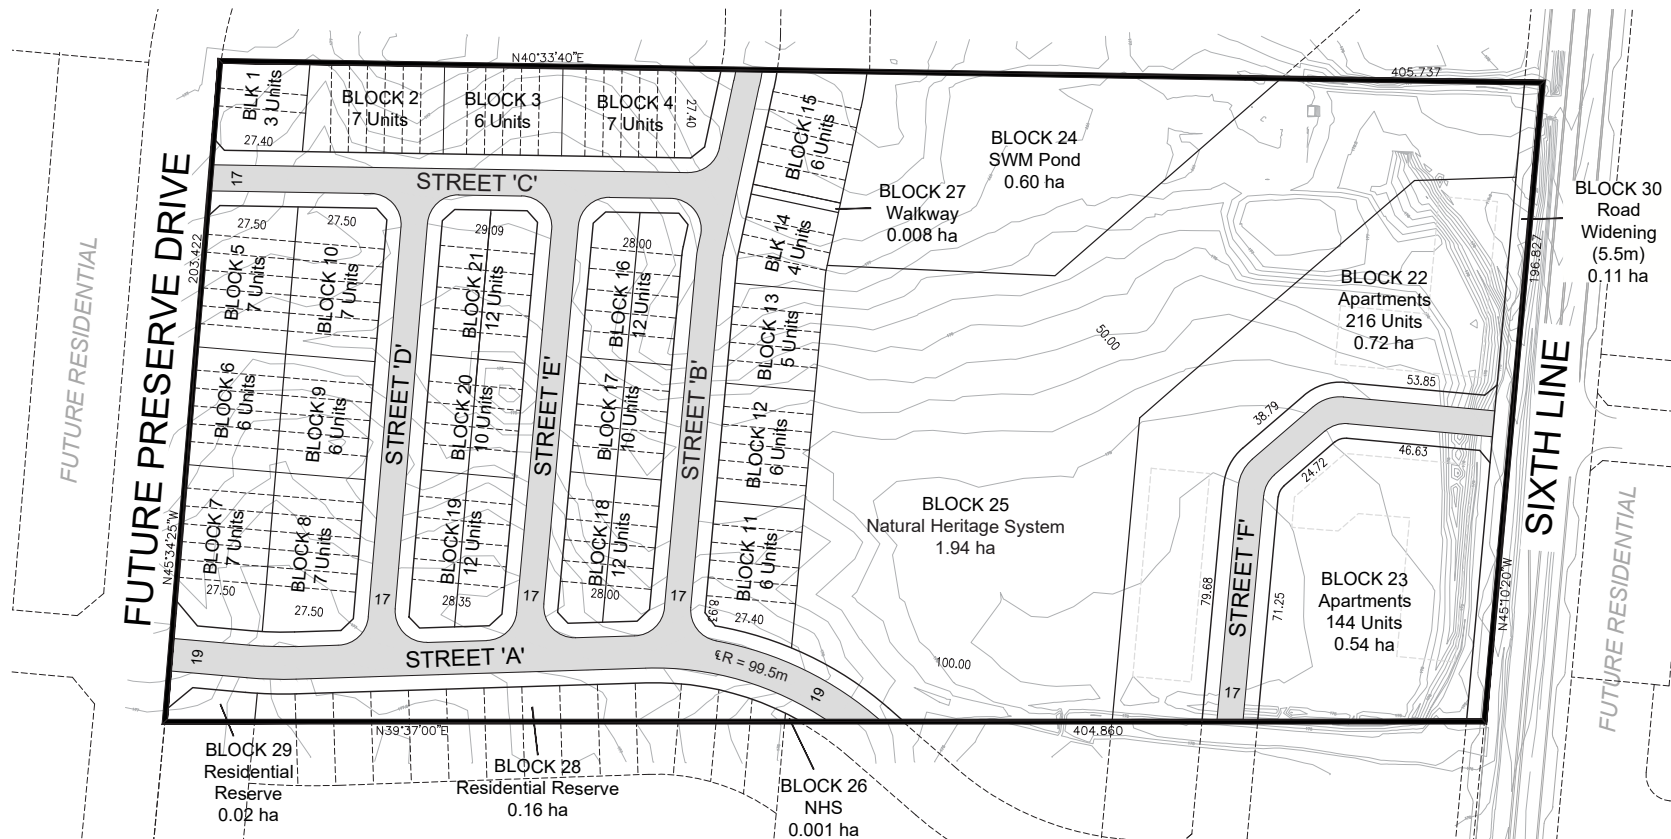 N40°33'40"E
405.737
BLK 1
3 Units
27.40
BLOCK 2
7 Units
BLOCK 3
6 Units
BLOCK 4
7 Units
27.40
BLOCK 15
6 Units
BLOCK 24
SWM Pond
0.60 ha
BLOCK 27
Walkway
0.008 ha
BLOCK 30
Road
Widening
(5.5m)
0.11 ha
17
STREET 'C'
FUTURE PRESERVE DRIVE
203.422
N45°34'25"W
FUTURE RESIDENTIAL
27.50
BLOCK 5
7 Units
27.50
BLOCK 10
7 Units
29.09
BLOCK 21
12 Units
28.00
BLOCK 16
12 Units
BLK 14
4 Units
BLOCK 13
5 Units
BLOCK 22
Apartments
216 Units
0.72 ha
196.827
50.00
BLOCK 6
6 Units
BLOCK 9
6 Units
STREET 'D'
BLOCK 20
10 Units
STREET 'E'
BLOCK 17
10 Units
STREET 'B'
BLOCK 12
6 Units
53.85
38.79
46.63
24.72
SIXTH LINE
BLOCK 7
7 Units
27.50
BLOCK 8
7 Units
27.50
17
BLOCK 19
12 Units
28.35
17
BLOCK 18
12 Units
28.00
17
BLOCK 11
6 Units
8.93
27.40
BLOCK 25
Natural Heritage System
1.94 ha
79.68
STREET 'F'
71.25
BLOCK 23
Apartments
144 Units
0.54 ha
N45°10'20"W
FUTURE RESIDENTIAL
19
STREET 'A'
℄R = 99.5m
19
100.00
17
N39°37'00"E
404.860
BLOCK 29
Residential
Reserve
0.02 ha
BLOCK 28
Residential Reserve
0.16 ha
BLOCK 26
NHS
0.001 ha